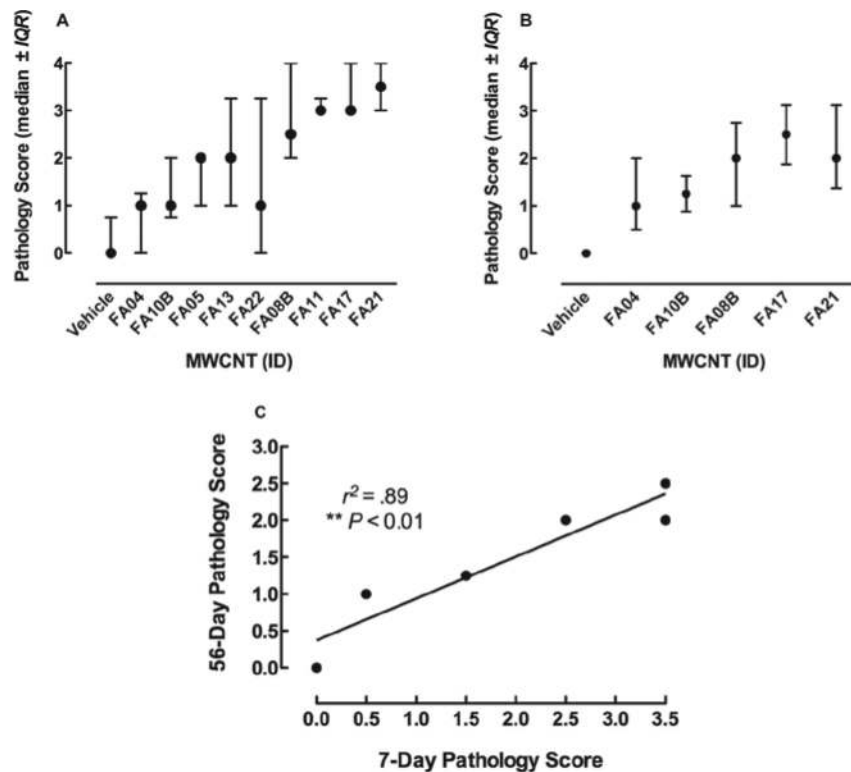 A
Pathology Score (median ± IQR)
4
3
2
1
0
Vehicle
FA04
FA10B
FA05
FA13
FA22
FA08B
FA11
FA17
FA21
MWCNT (ID)
B
Pathology Score (median ± IQR)
4
3
2
1
0
Vehicle
FA04
FA10B
FA08B
FA17
FA21
MWCNT (ID)
C
56-Day Pathology Score
3.0
2.5
2.0
1.5
1.0
0.5
0.0
r² = .89
** P < 0.01
0.0 0.5 1.0 1.5 2.0 2.5 3.0 3.5
7-Day Pathology Score